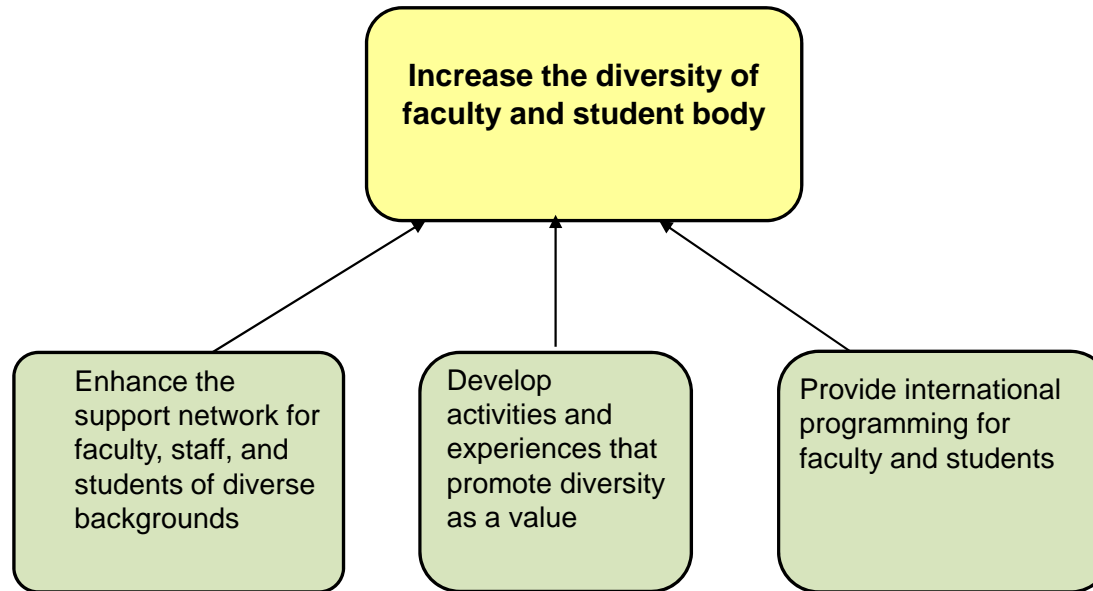 Increase the diversity of
faculty and student body
Enhance the
support network for
faculty, staff, and
students of diverse
backgrounds
Develop
activities and
experiences that
promote diversity
as a value
Provide international
programming for
faculty and students